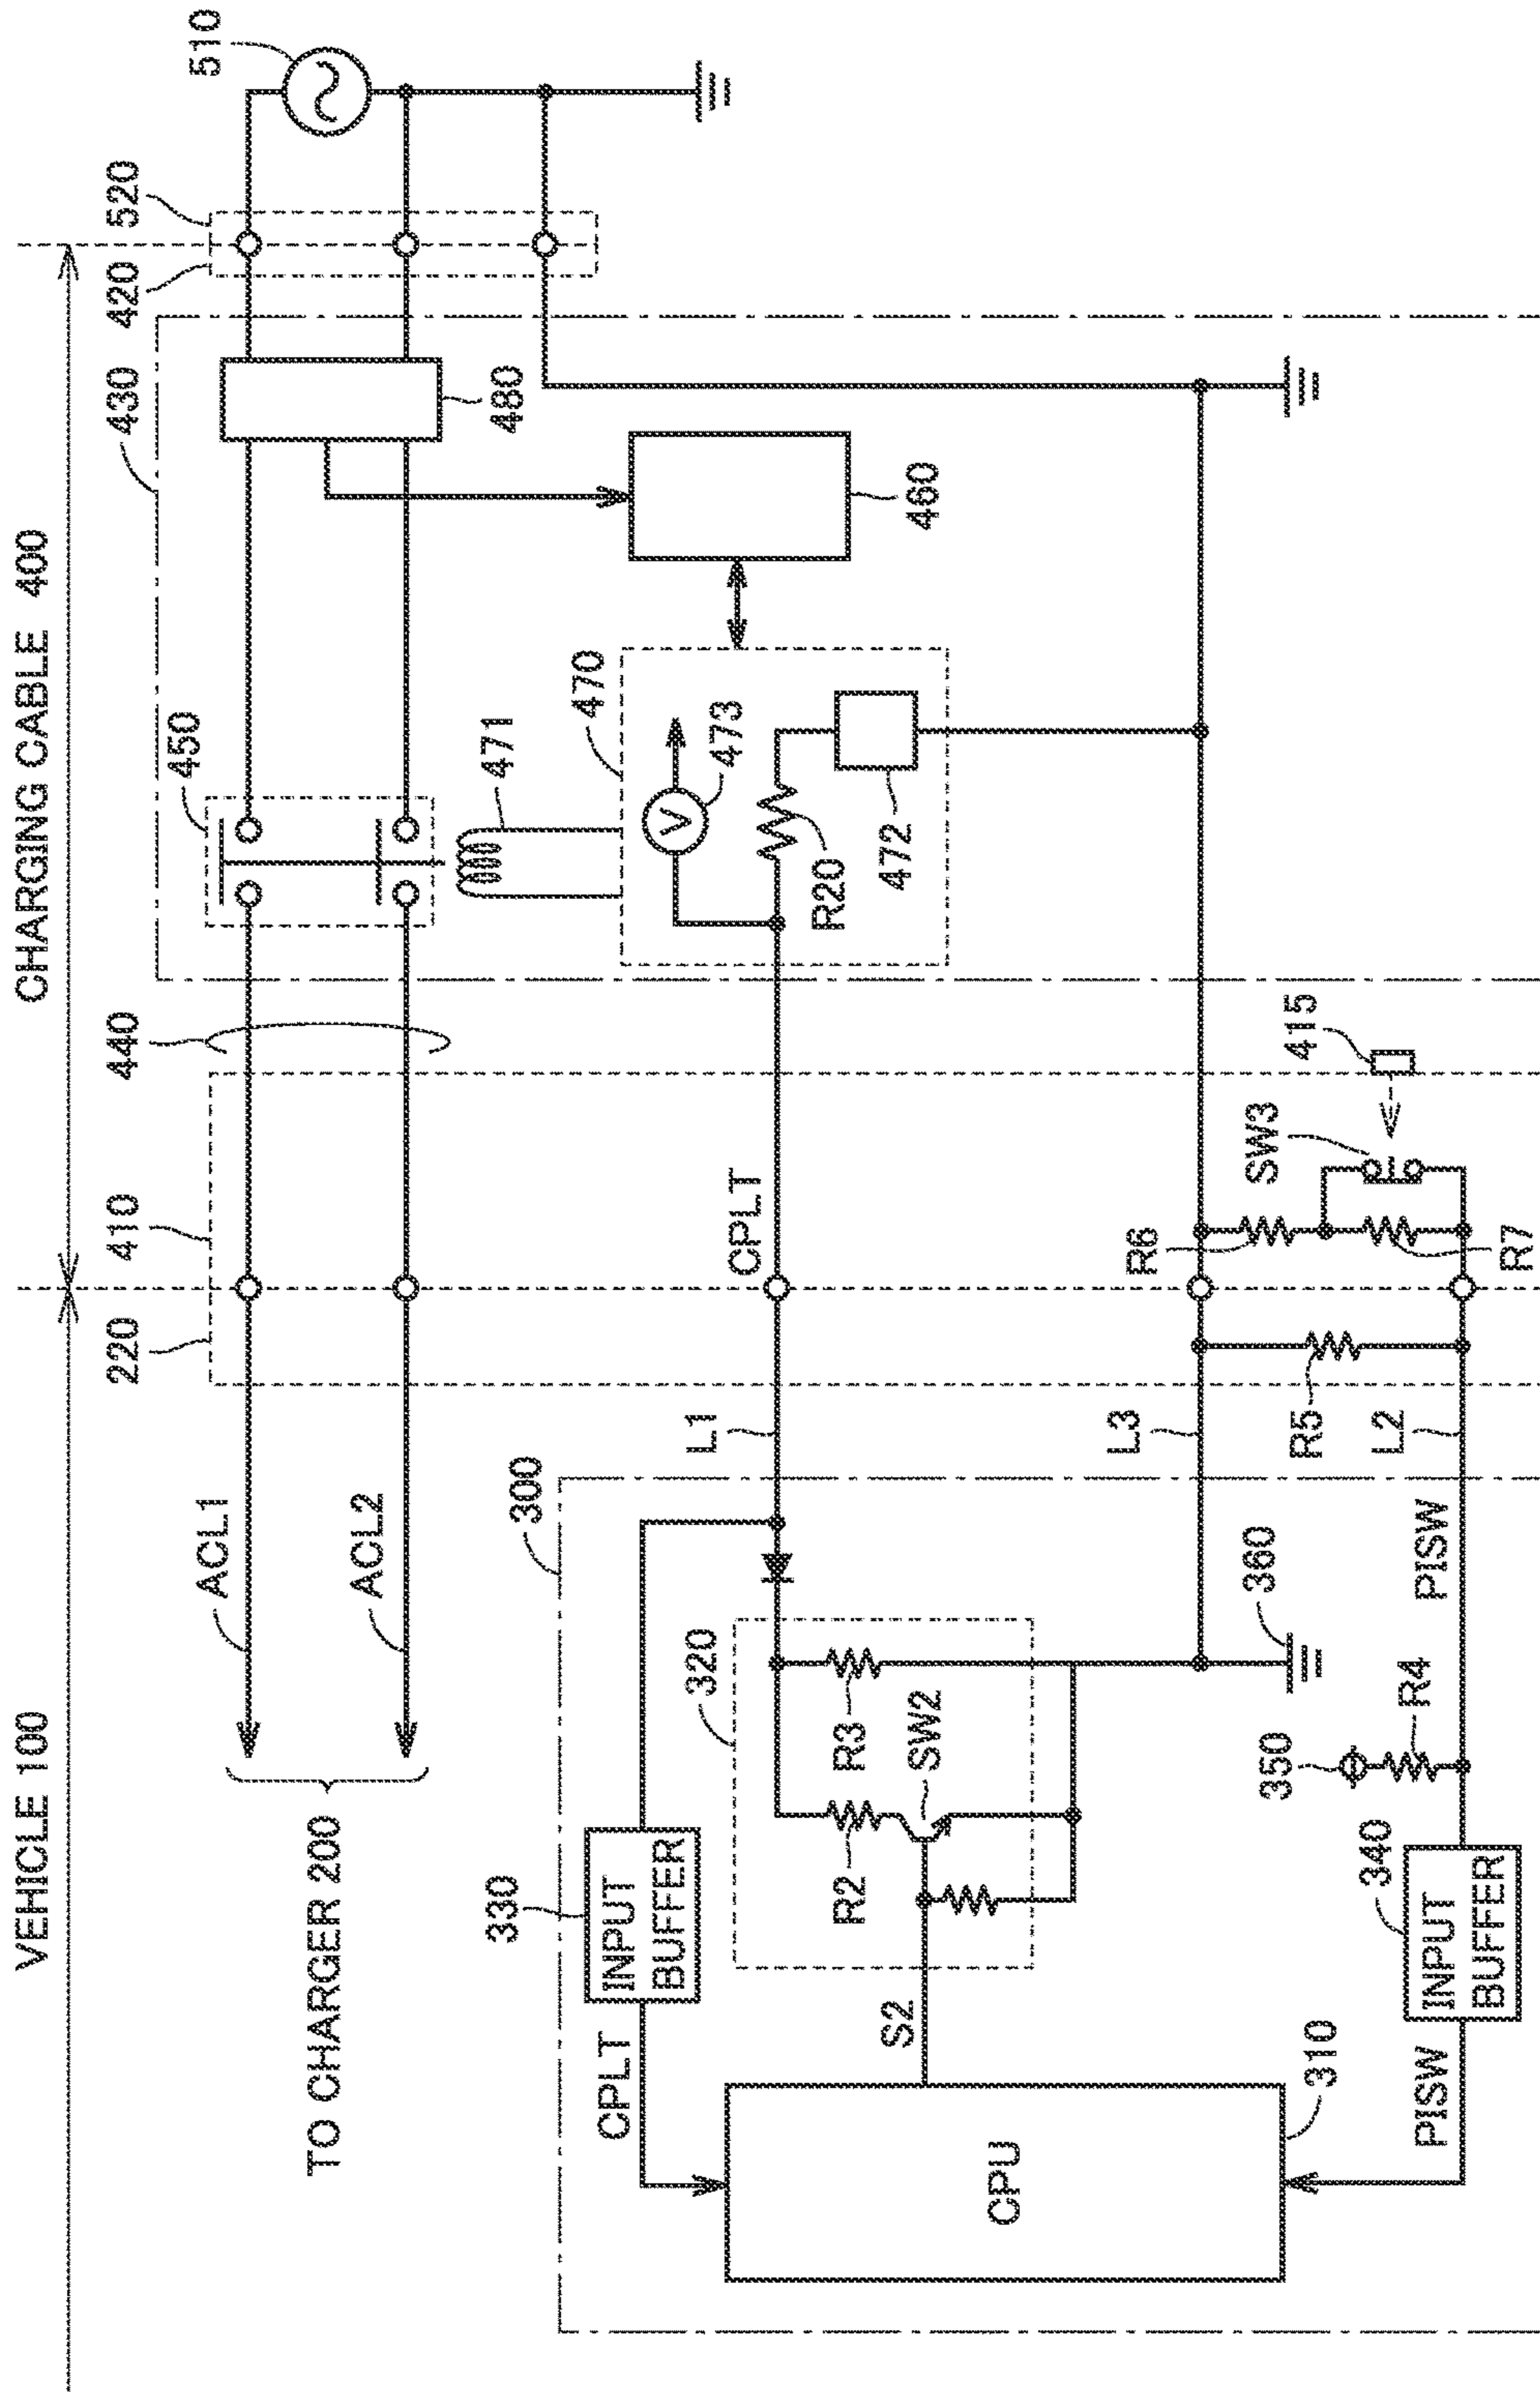 VEHICLE 100
CHARGING CABLE 400
TO CHARGER 200
ACL1
ACL2
220
410
440
430
420
520
510
450
480
471
470
473
460
472
R20
CPLT
L1
300
330
INPUT
BUFFER
CPLT
320
R3
R2
SW2
S2
CPU
310
L3
360
R6
R5
L2
SW3
415
R7
350
R4
PISW
340
INPUT
BUFFER
PISW